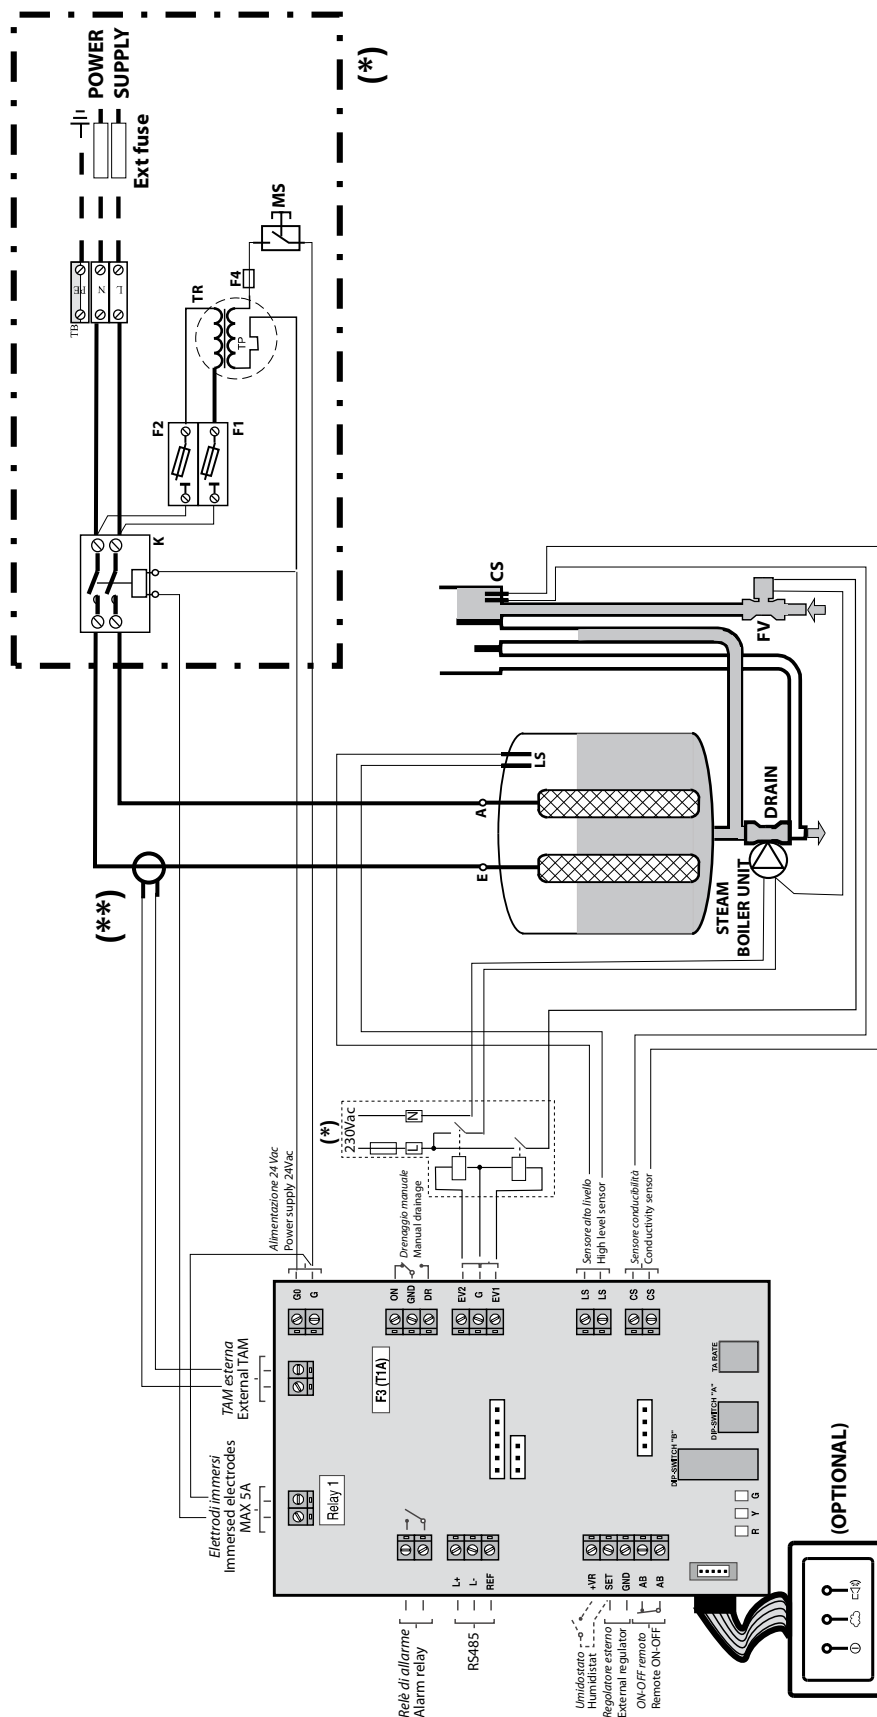 POWER
SUPPLY
Ext fuse
(*)
TB
PE
N
L
MS
F4
TR
TP
F2
F1
K
(**)
E
A
LS
CS
FV
DRAIN
STEAM
BOILER UNIT
(*)
230Vac
L
N
Alimentazione 24 Vac
Power supply 24Vac
G0
G
Drenaggio manuale
Manual drainage
ON
GND
DR
EV2
G
EV1
Sensore alto livello
High level sensor
LS
LS
Sensore conducibilità
Conductivity sensor
CS
CS
TAM esterna
External TAM
Elettrodi immersi
Immersed electrodes
MAX 5A
Relay 1
F3 (T1A)
TA RATE
DIP-SWITCH "A"
DIP-SWITCH "B"
R
Y
G
L+
L-
REF
+VR
SET
GND
AB
AB
Relè di allarme
Alarm relay
RS485
Umidostato
Humidistat
Regolatore esterno
External regulator
ON-OFF remoto
Remote ON-OFF
(OPTIONAL)